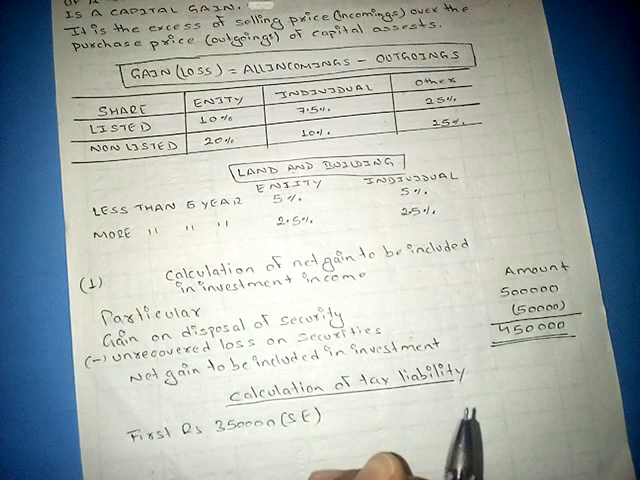 IS A CAPITAL GAIN.
It is the excess of selling price (Incomings) over the
purchase price (outgoings) of capital assests.
GAIN (LOSS) = ALL INCOMINGS - OUTGOINGS
SHARE ENITY INDIVIDUAL Other
LISTED 10% 7.5% 25%
NON LISTED 20% 10% 25%
LAND AND BUILDING
ENTITY INDIVIDUAL
LESS THAN 5 YEAR 5% 5%
MORE " " " 2.5% 2.5%
(1) Calculation of net gain to be included
in investment income
Particular Amount
Gain on disposal of security 500000
(-) unrecovered loss on securities (50000)
Net gain to be included in investment 450000
Calculation of tax liability
First Rs 350000 (SE)